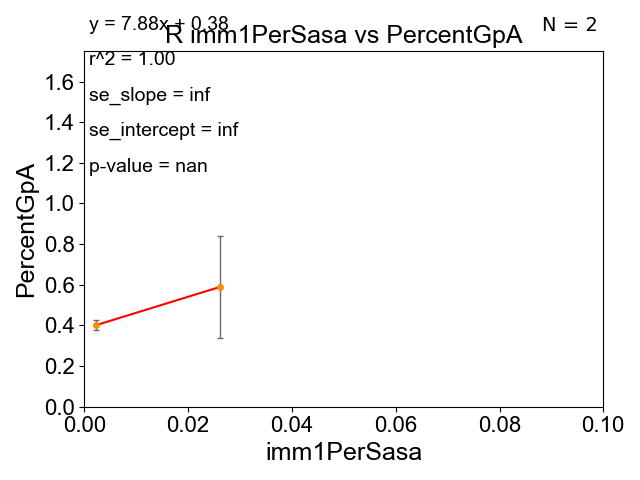 y = 7.88x + 0.38
N = 2
R imm1PerSasa vs PercentGpA
r^2 = 1.00
se_slope = inf
se_intercept = inf
p-value = nan
PercentGpA
1.6
1.4
1.2
1.0
0.8
0.6
0.4
0.2
0.0
0.00 0.02 0.04 0.06 0.08 0.10
imm1PerSasa